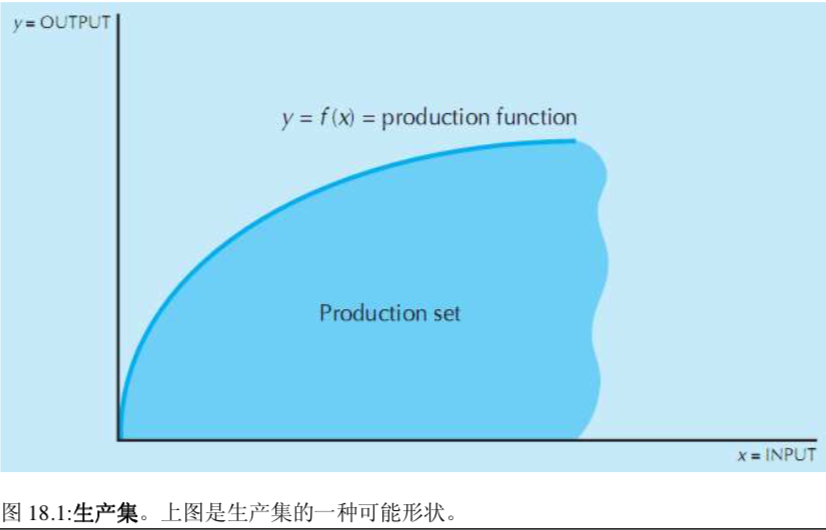 y = OUTPUT
y = f (x) = production function
Production set
x = INPUT
图 18.1:生产集。上图是生产集的一种可能形状。